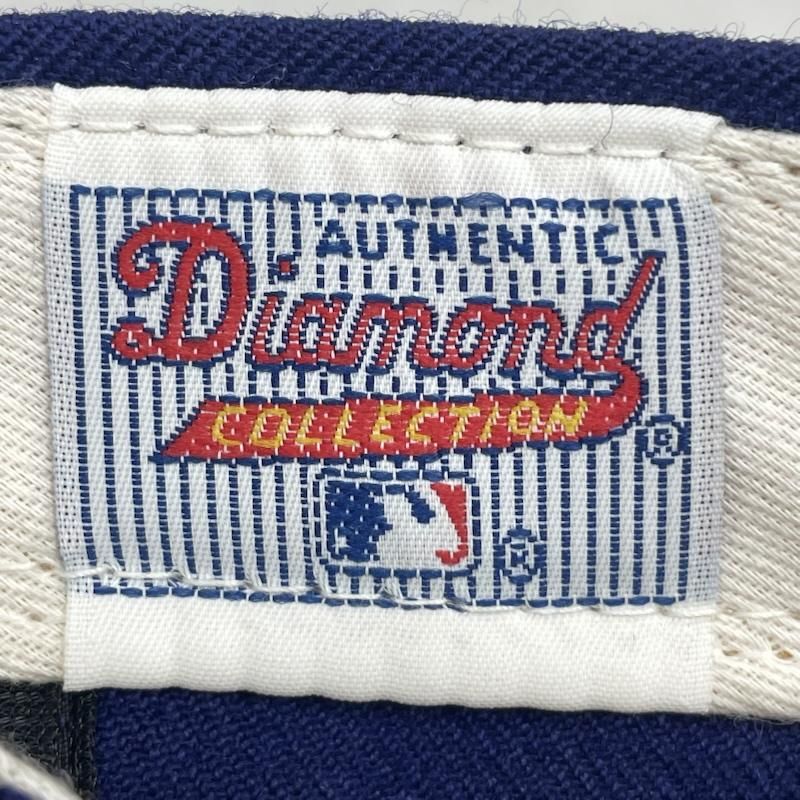 AUTHENTIC
Diamond
COLLECTION ®
®